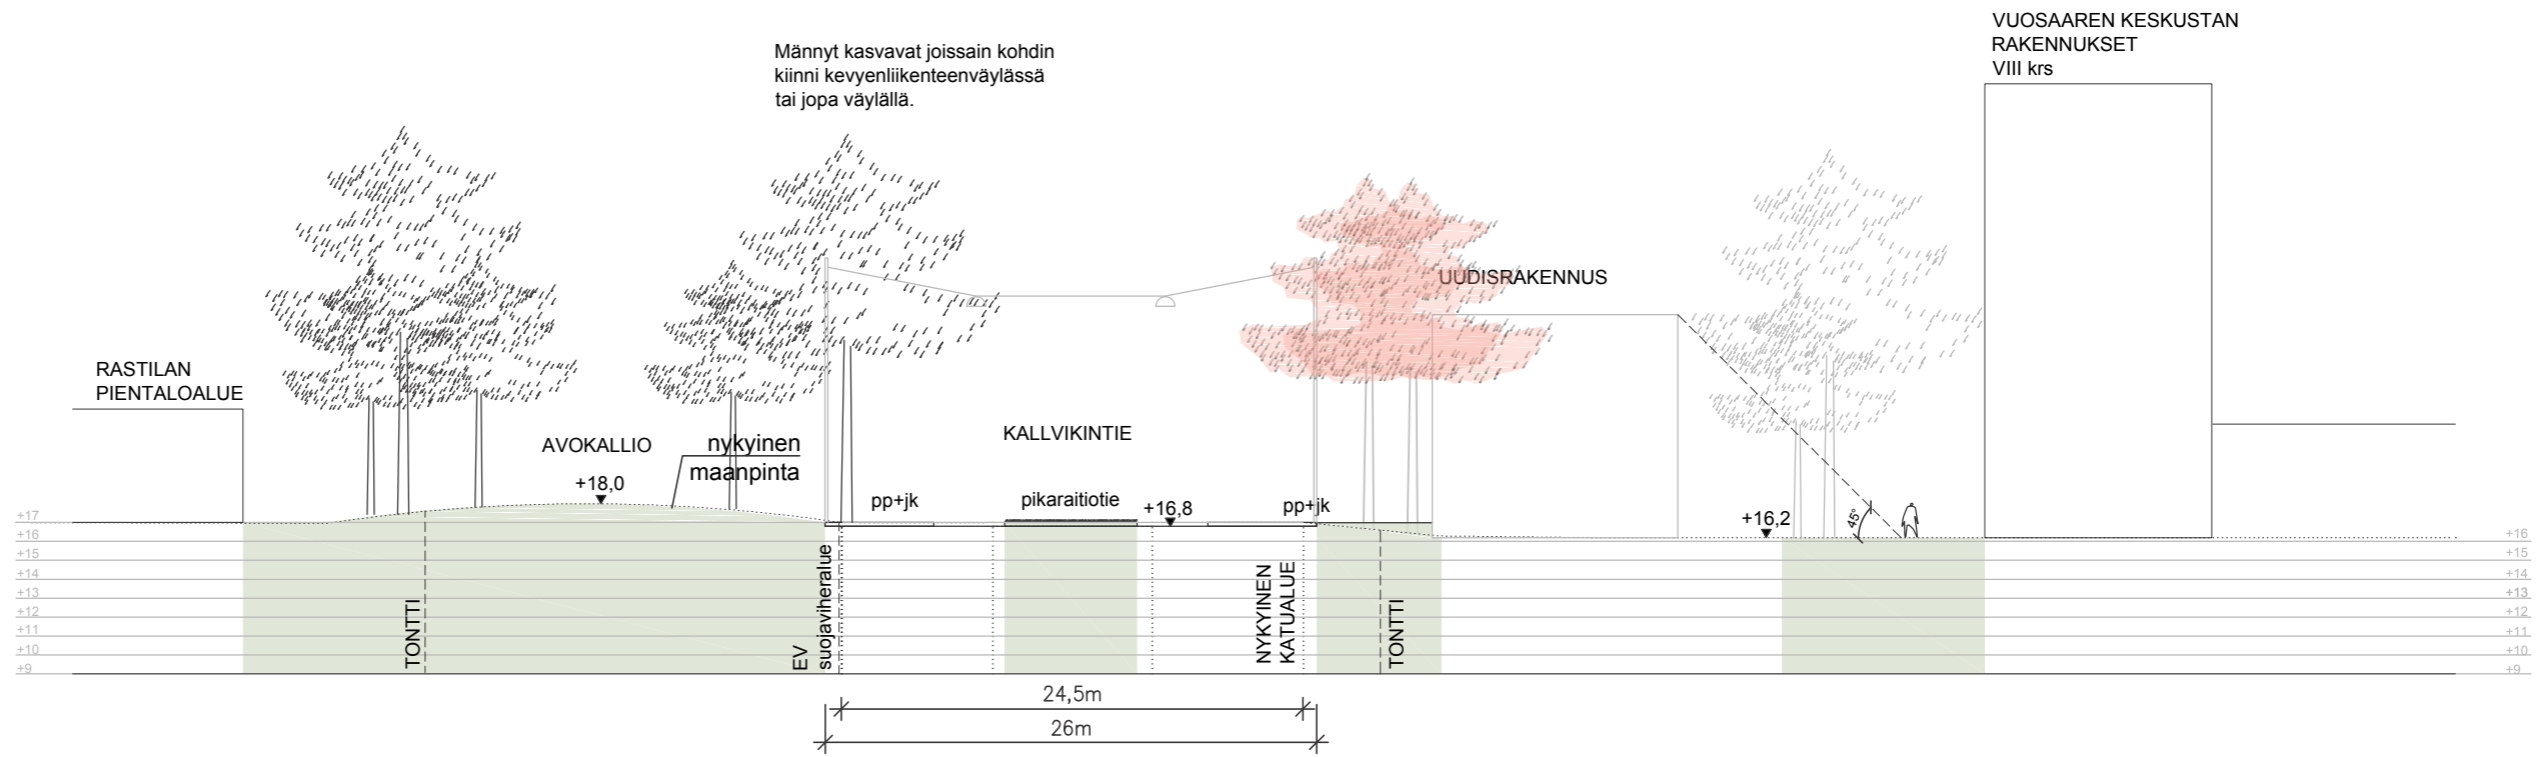 VUOSAAREN KESKUSTAN
RAKENNUKSET
VIII krs
Männyt kasvavat joissain kohdin
kiinni kevyenliikenteenväylässä
tai jopa väylällä.
UUDISRAKENNUS
RASTILAN
PIENTALOALUE
AVOKALLIO
nykyinen
maanpinta
KALLVIKINTIE
+18,0
pp+jk
pikaraitiotie
+16,8
pp+jk
+16,2
45°
+17
+16
+15
+14
+13
+12
+11
+10
+9
TONTTI
EV
suojaviheralue
NYKYINEN
KATUALUE
TONTTI
+16
+15
+14
+13
+12
+11
+10
+9
24,5m
26m